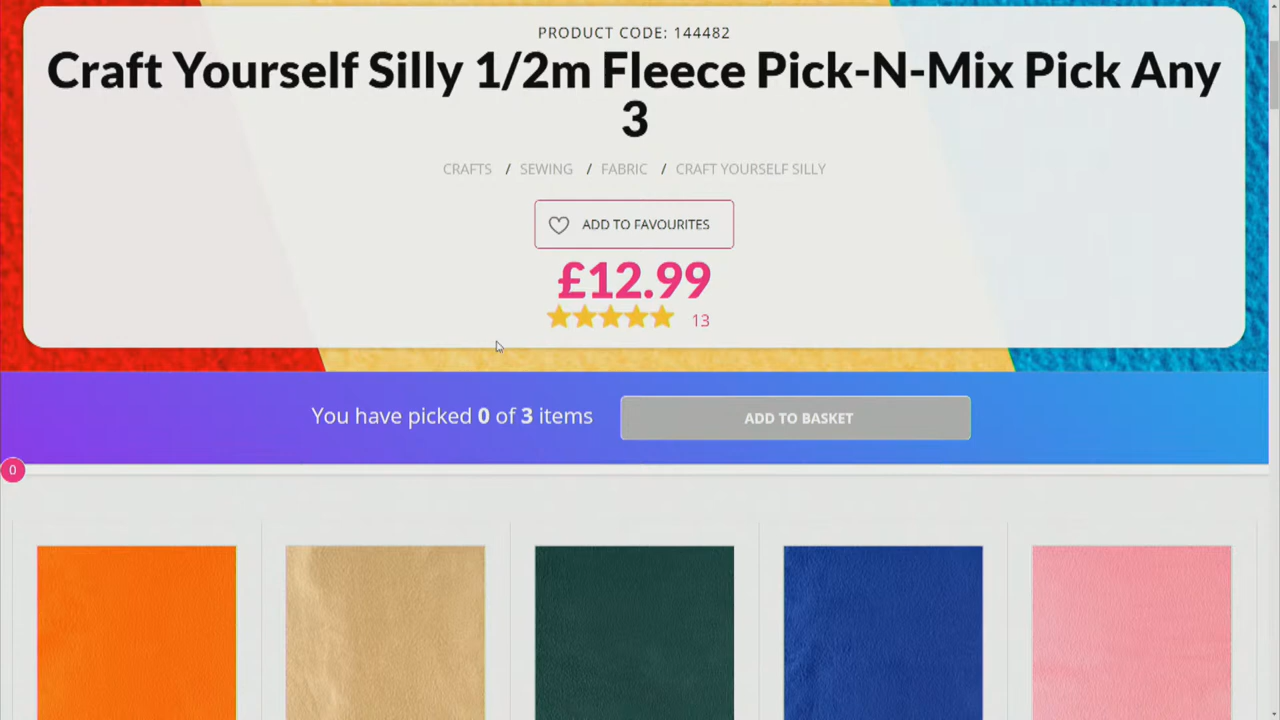 PRODUCT CODE: 144482
Craft Yourself Silly 1/2m Fleece Pick-N-Mix Pick Any
3
CRAFTS / SEWING / FABRIC / CRAFT YOURSELF SILLY
ADD TO FAVOURITES
£12.99
13
You have picked 0 of 3 items
ADD TO BASKET
0